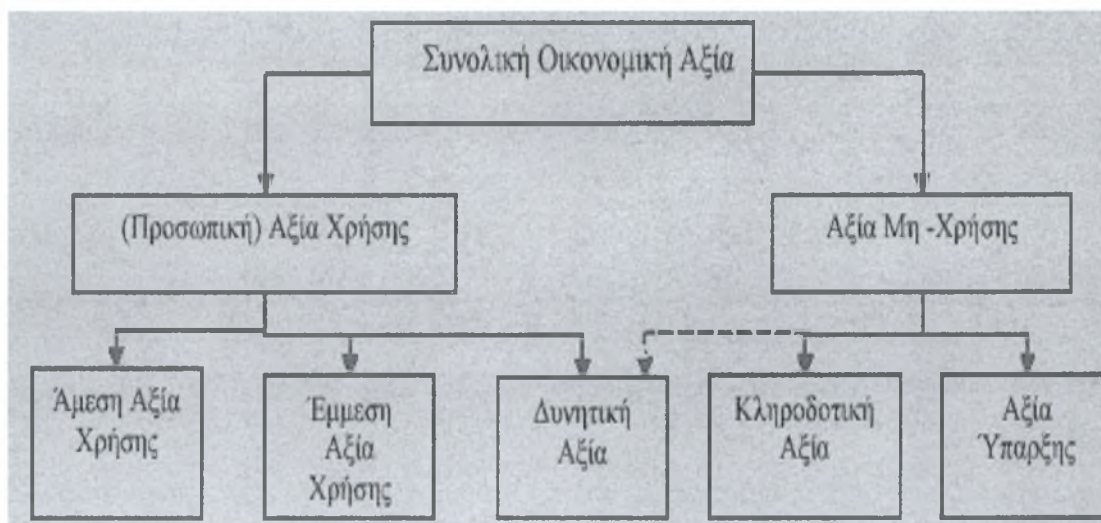 Συνολική Οικονομική Αξία
(Προσωπική) Αξία Χρήσης
Αξία Μη -Χρήσης
Άμεση Αξία
Χρήσης
Έμμεση
Αξία
Χρήσης
Δυνητική
Αξία
Κληροδοτική
Αξία
Αξία
Ύπαρξης